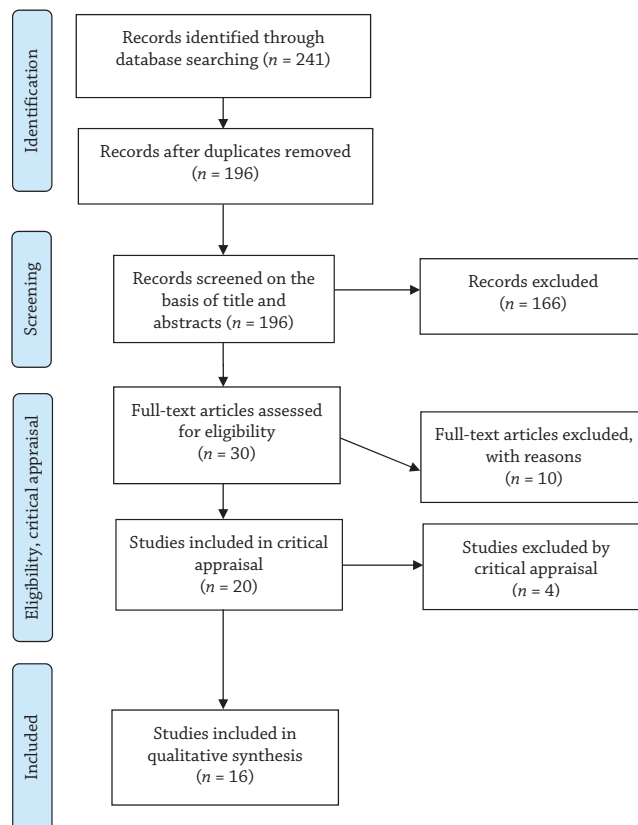 Identification
Records identified through
database searching (n = 241)
Records after duplicates removed
(n = 196)
Screening
Records screened on the
basis of title and
abstracts (n = 196)
Records excluded
(n = 166)
Eligibility, critical appraisal
Full-text articles assessed
for eligibility
(n = 30)
Full-text articles excluded,
with reasons
(n = 10)
Studies included in critical
appraisal
(n = 20)
Studies excluded by
critical appraisal
(n = 4)
Included
Studies included in
qualitative synthesis
(n = 16)